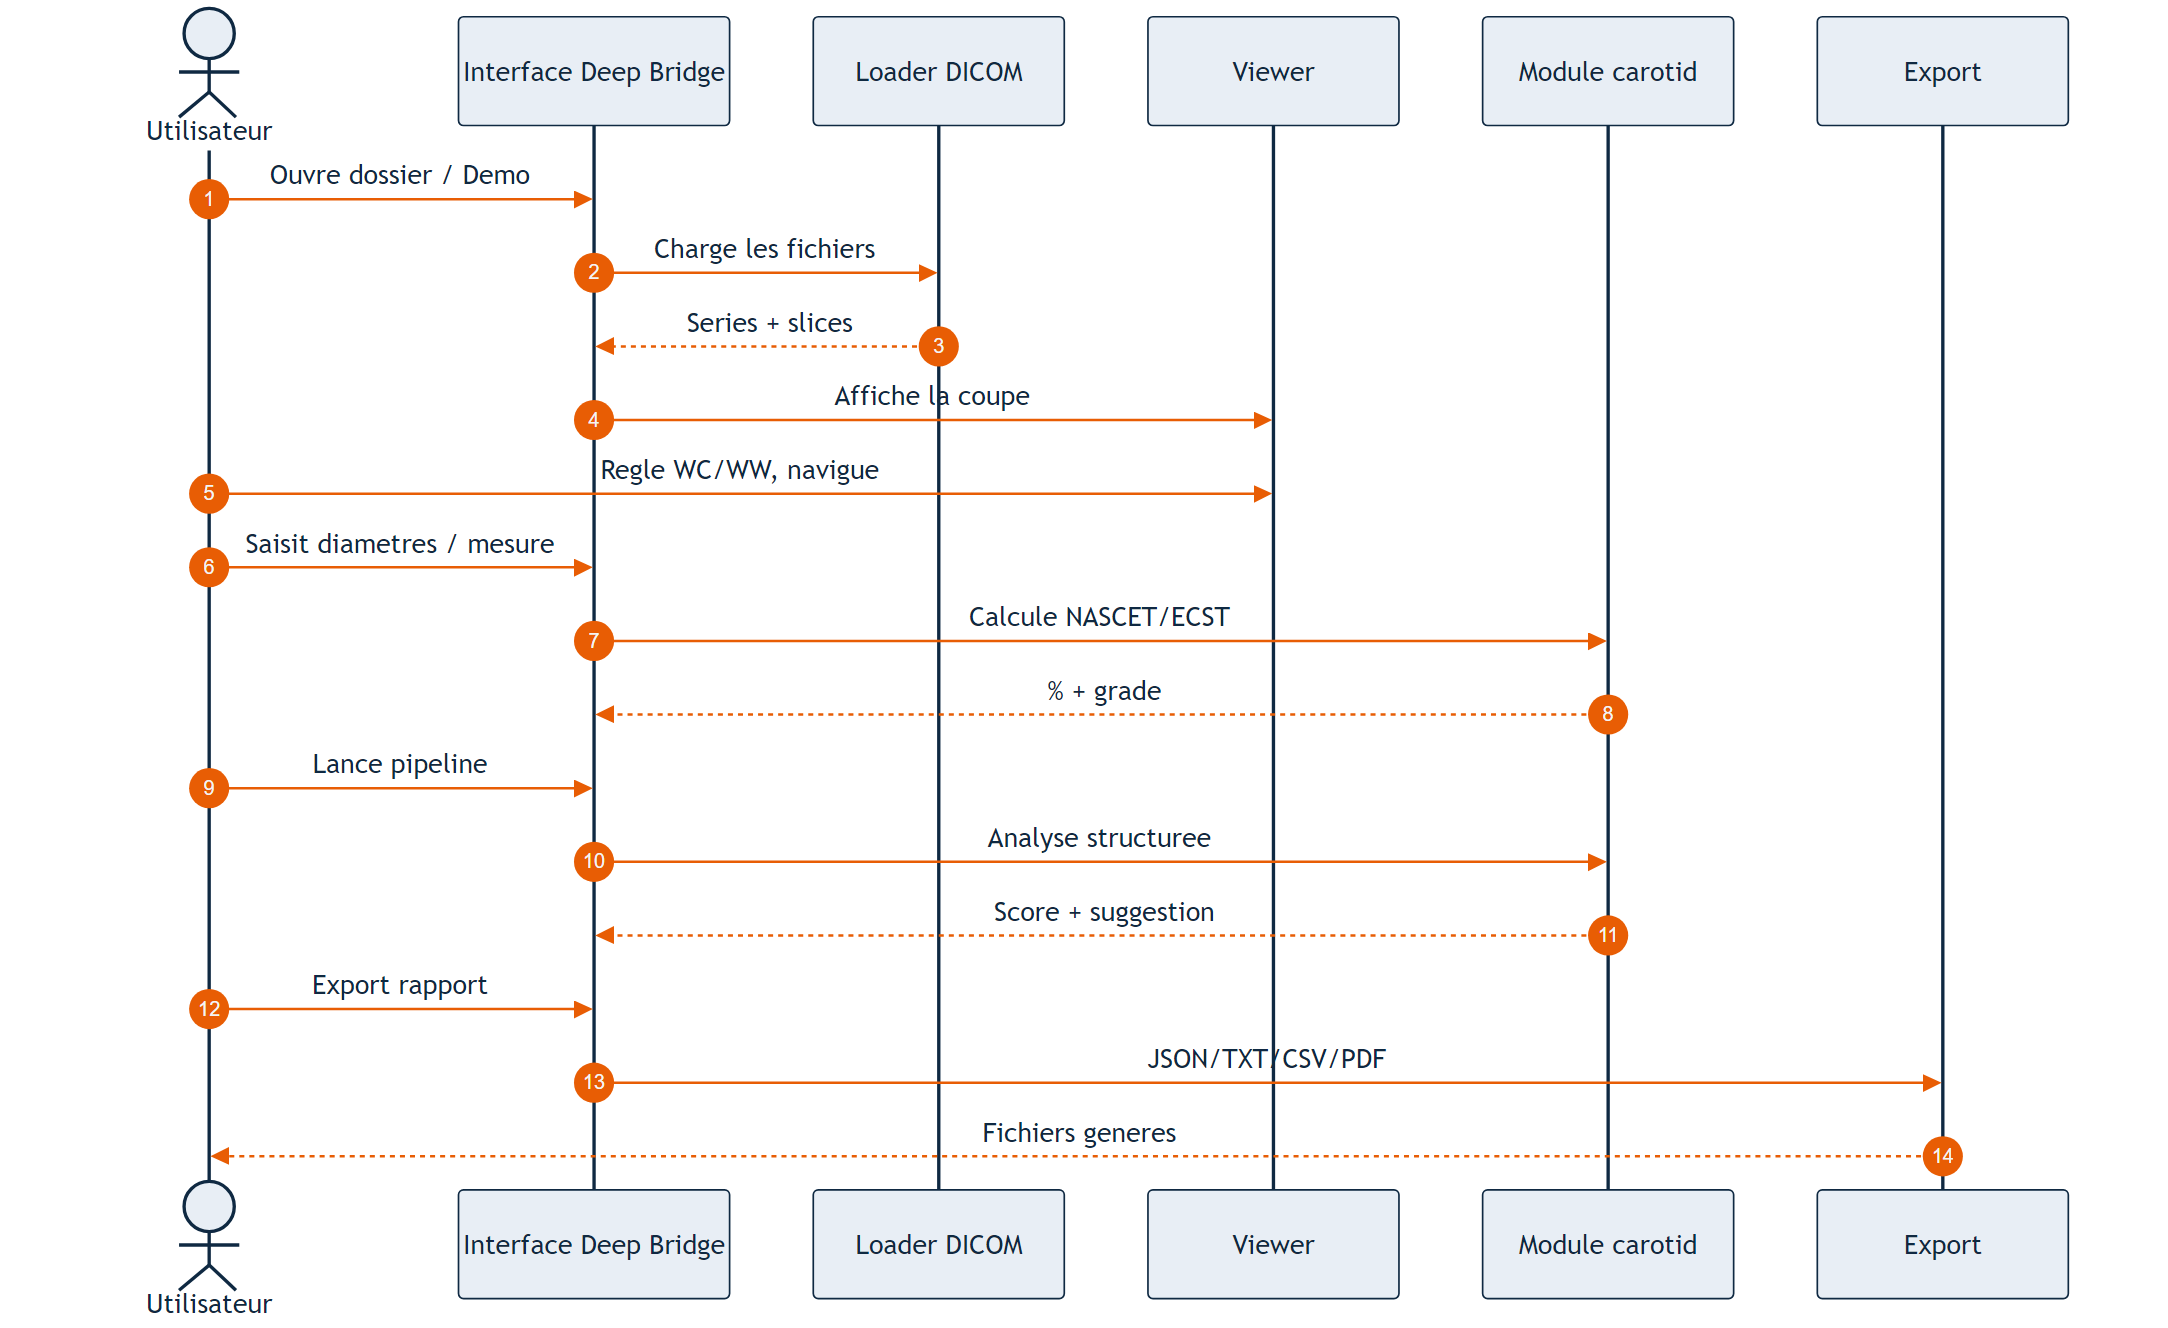 Interface Deep Bridge
Loader DICOM
Viewer
Module carotid
Export
Utilisateur
Ouvre dossier / Demo
1
Charge les fichiers
2
Series + slices
3
Affiche la coupe
4
Regle WC/WW, navigue
5
Saisit diametres / mesure
6
Calcule NASCET/ECST
7
% + grade
8
Lance pipeline
9
Analyse structuree
10
Score + suggestion
11
Export rapport
12
JSON/TXT/CSV/PDF
13
Fichiers generes
14
Interface Deep Bridge
Loader DICOM
Viewer
Module carotid
Export
Utilisateur